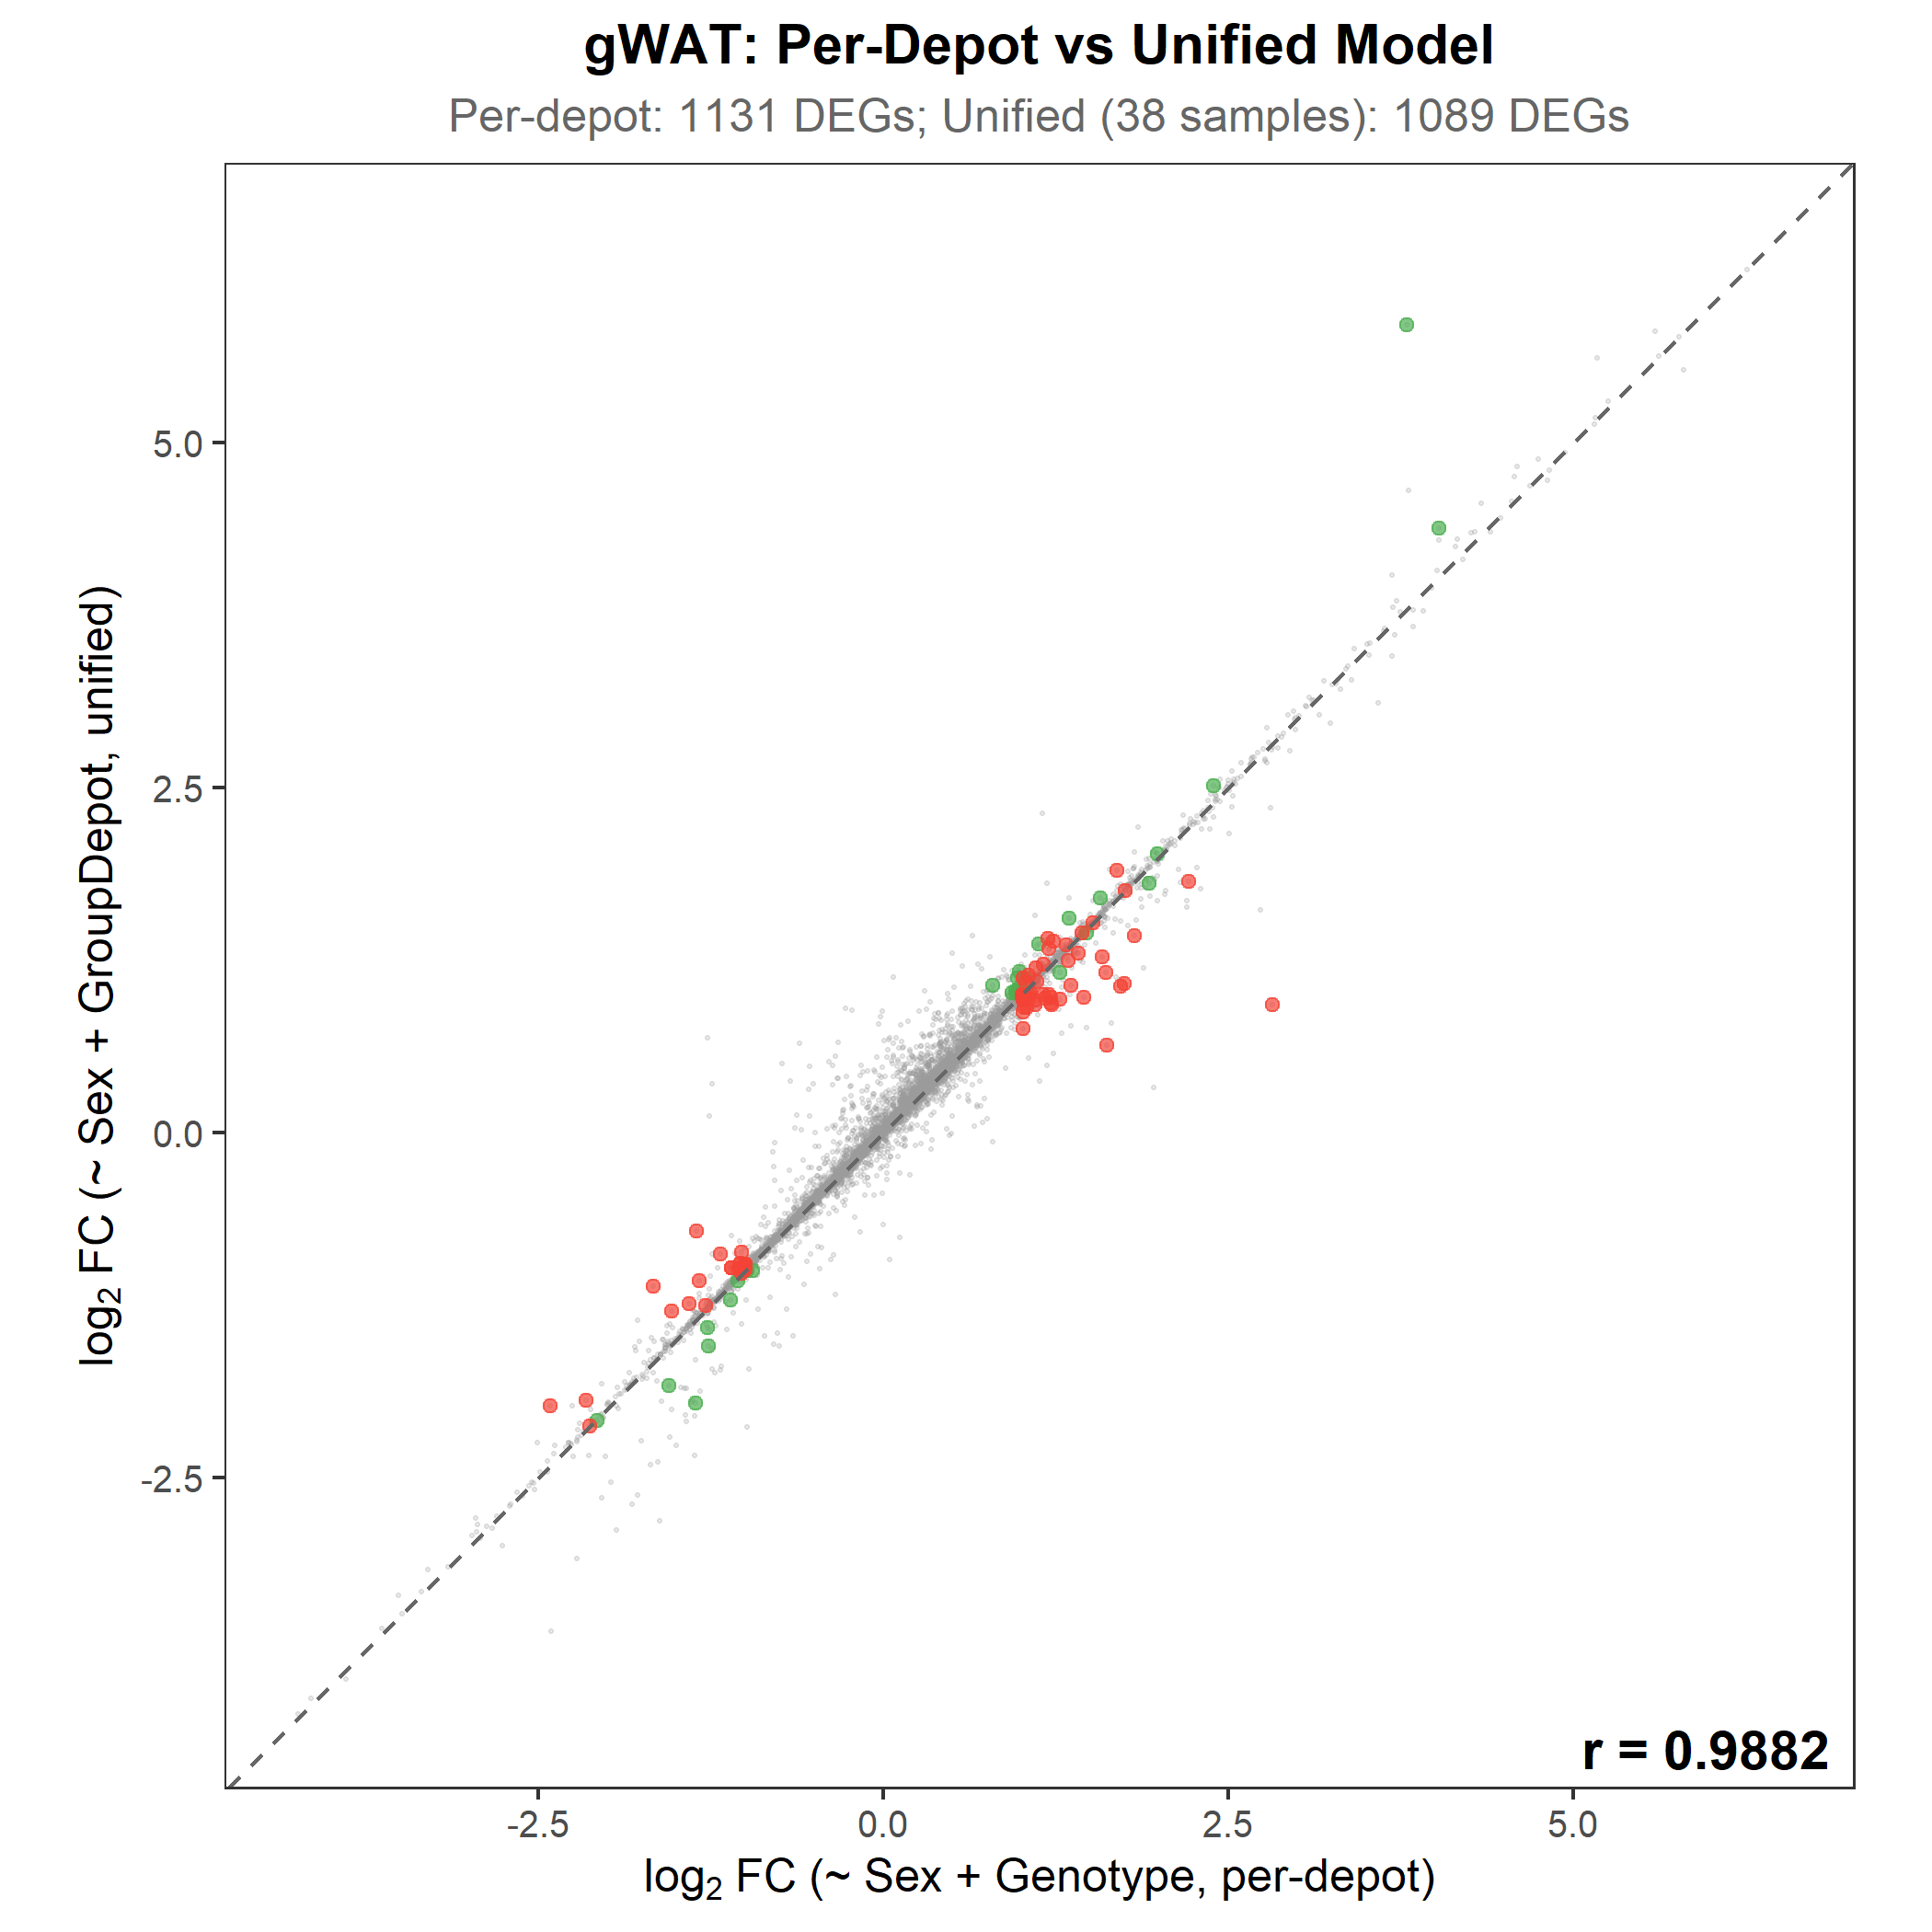 gWAT: Per-Depot vs Unified Model
Per-depot: 1131 DEGs; Unified (38 samples): 1089 DEGs
log₂ FC (~ Sex + GroupDepot, unified)
5.0
2.5
0.0
-2.5
r = 0.9882
-2.5
0.0
2.5
5.0
log₂ FC (~ Sex + Genotype, per-depot)